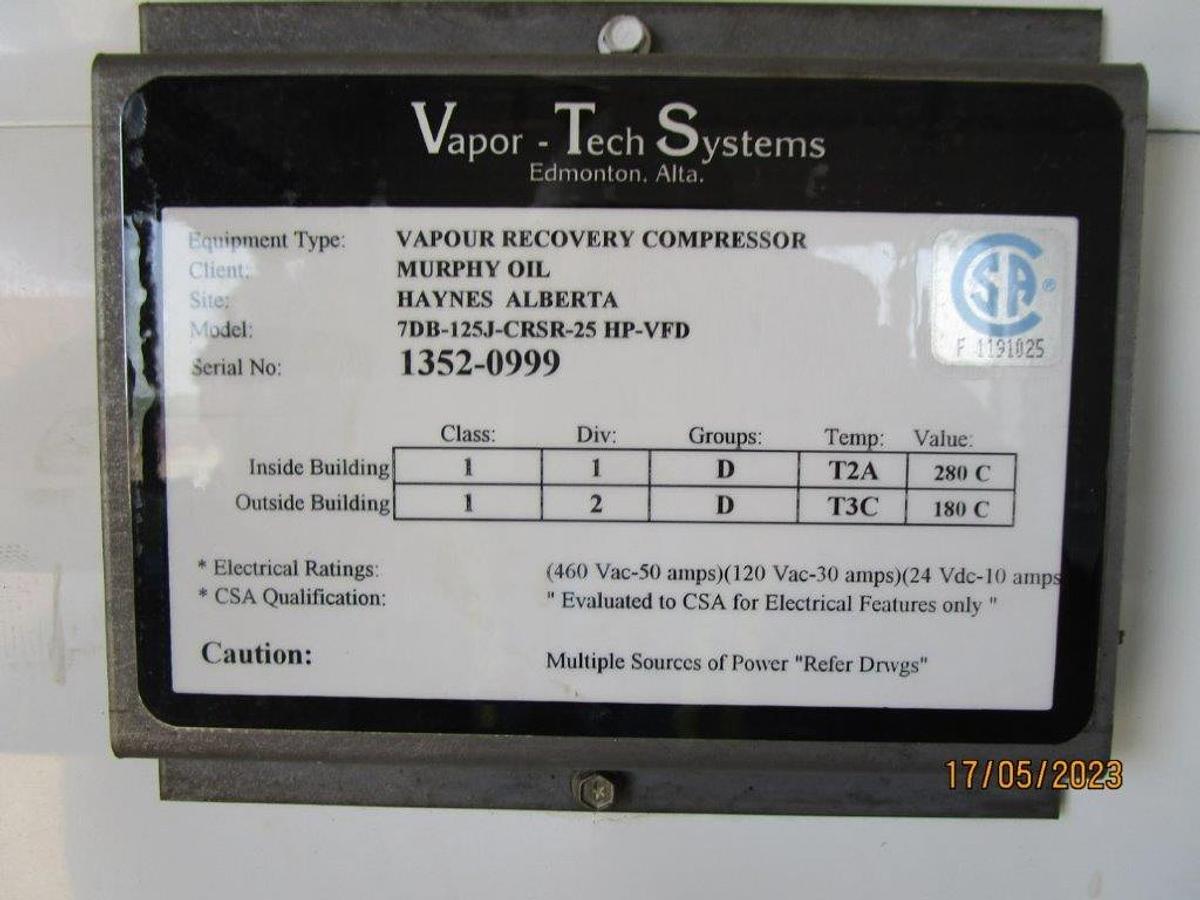 Vapor - Tech Systems
Edmonton, Alta.
Equipment Type: VAPOUR RECOVERY COMPRESSOR
Client: MURPHY OIL
Site: HAYNES ALBERTA
Model: 7DB-125J-CRSR-25 HP-VFD
Serial No: 1352-0999
CSA ®
F 1191025
Class: Div: Groups: Temp: Value:
Inside Building 1 1 D T2A 280 C
Outside Building 1 2 D T3C 180 C
* Electrical Ratings: (460 Vac-50 amps)(120 Vac-30 amps)(24 Vdc-10 amps
* CSA Qualification: " Evaluated to CSA for Electrical Features only "
Caution: Multiple Sources of Power "Refer Drwgs"
17/05/2023